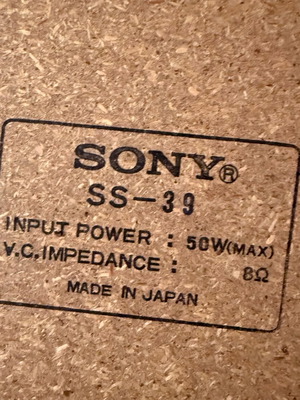 SONY®
SS-39
INPUT POWER : 50W(MAX)
V.C.IMPEDANCE : 8Ω
MADE IN JAPAN